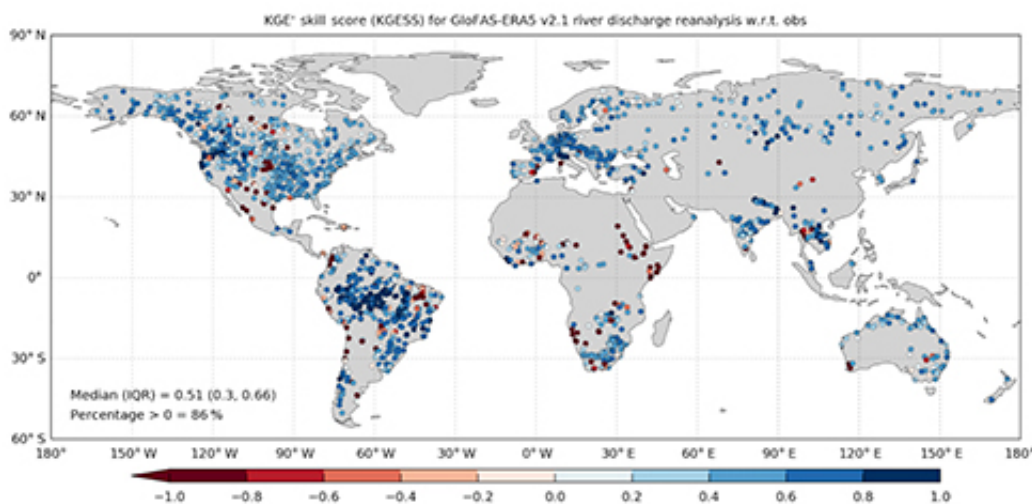 KGE' skill score (KGESS) for GloFAS-ERA5 v2.1 river discharge reanalysis w.r.t. obs
90° N
60° N
30° N
0°
30° S
60° S
Median (IQR) = 0.51 (0.3, 0.66)
Percentage > 0 = 86 %
180° 150° W 120° W 90° W 60° W 30° W 0° W 30° E 60° E 90° E 120° E 150° E 180°
−1.0 −0.8 −0.6 −0.4 −0.2 0.0 0.2 0.4 0.6 0.8 1.0